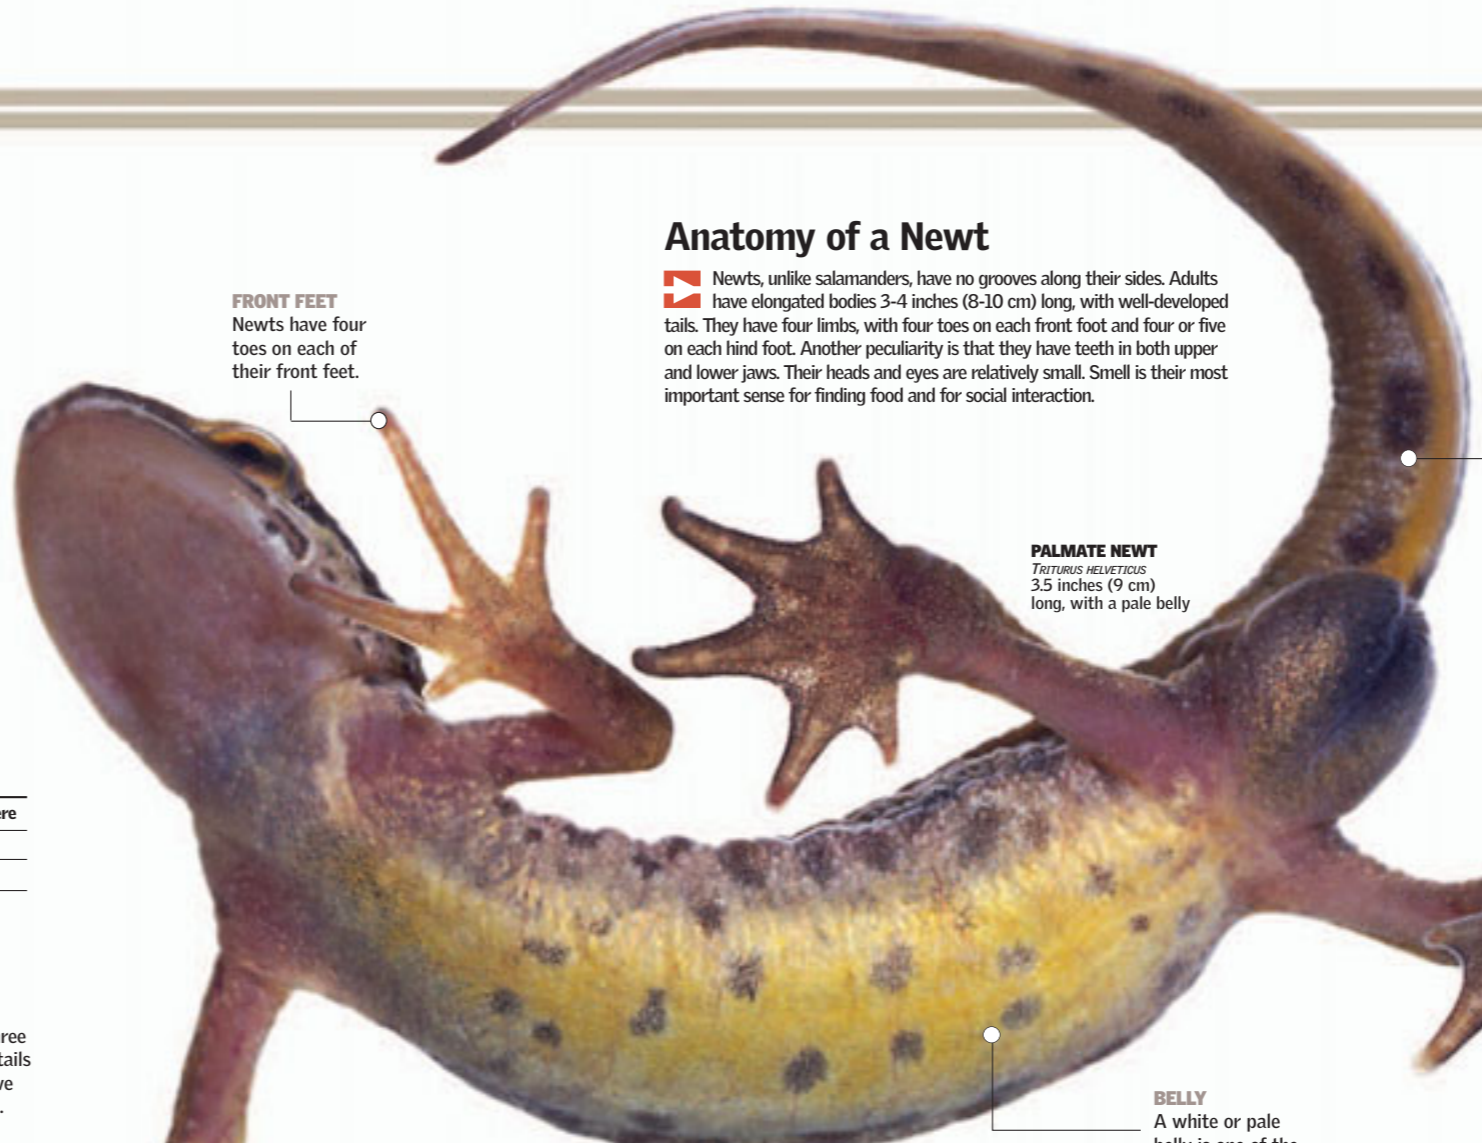 Anatomy of a Newt
Newts, unlike salamanders, have no grooves along their sides. Adults
have elongated bodies 3-4 inches (8-10 cm) long, with well-developed
tails. They have four limbs, with four toes on each front foot and four or five
on each hind foot. Another peculiarity is that they have teeth in both upper
and lower jaws. Their heads and eyes are relatively small. Smell is their most
important sense for finding food and for social interaction.
FRONT FEET
Newts have four
toes on each of
their front feet.
PALMATE NEWT
TRITURUS HELVETICUS
3.5 inches (9 cm)
long, with a pale belly
BELLY
A white or pale
belly is one of the